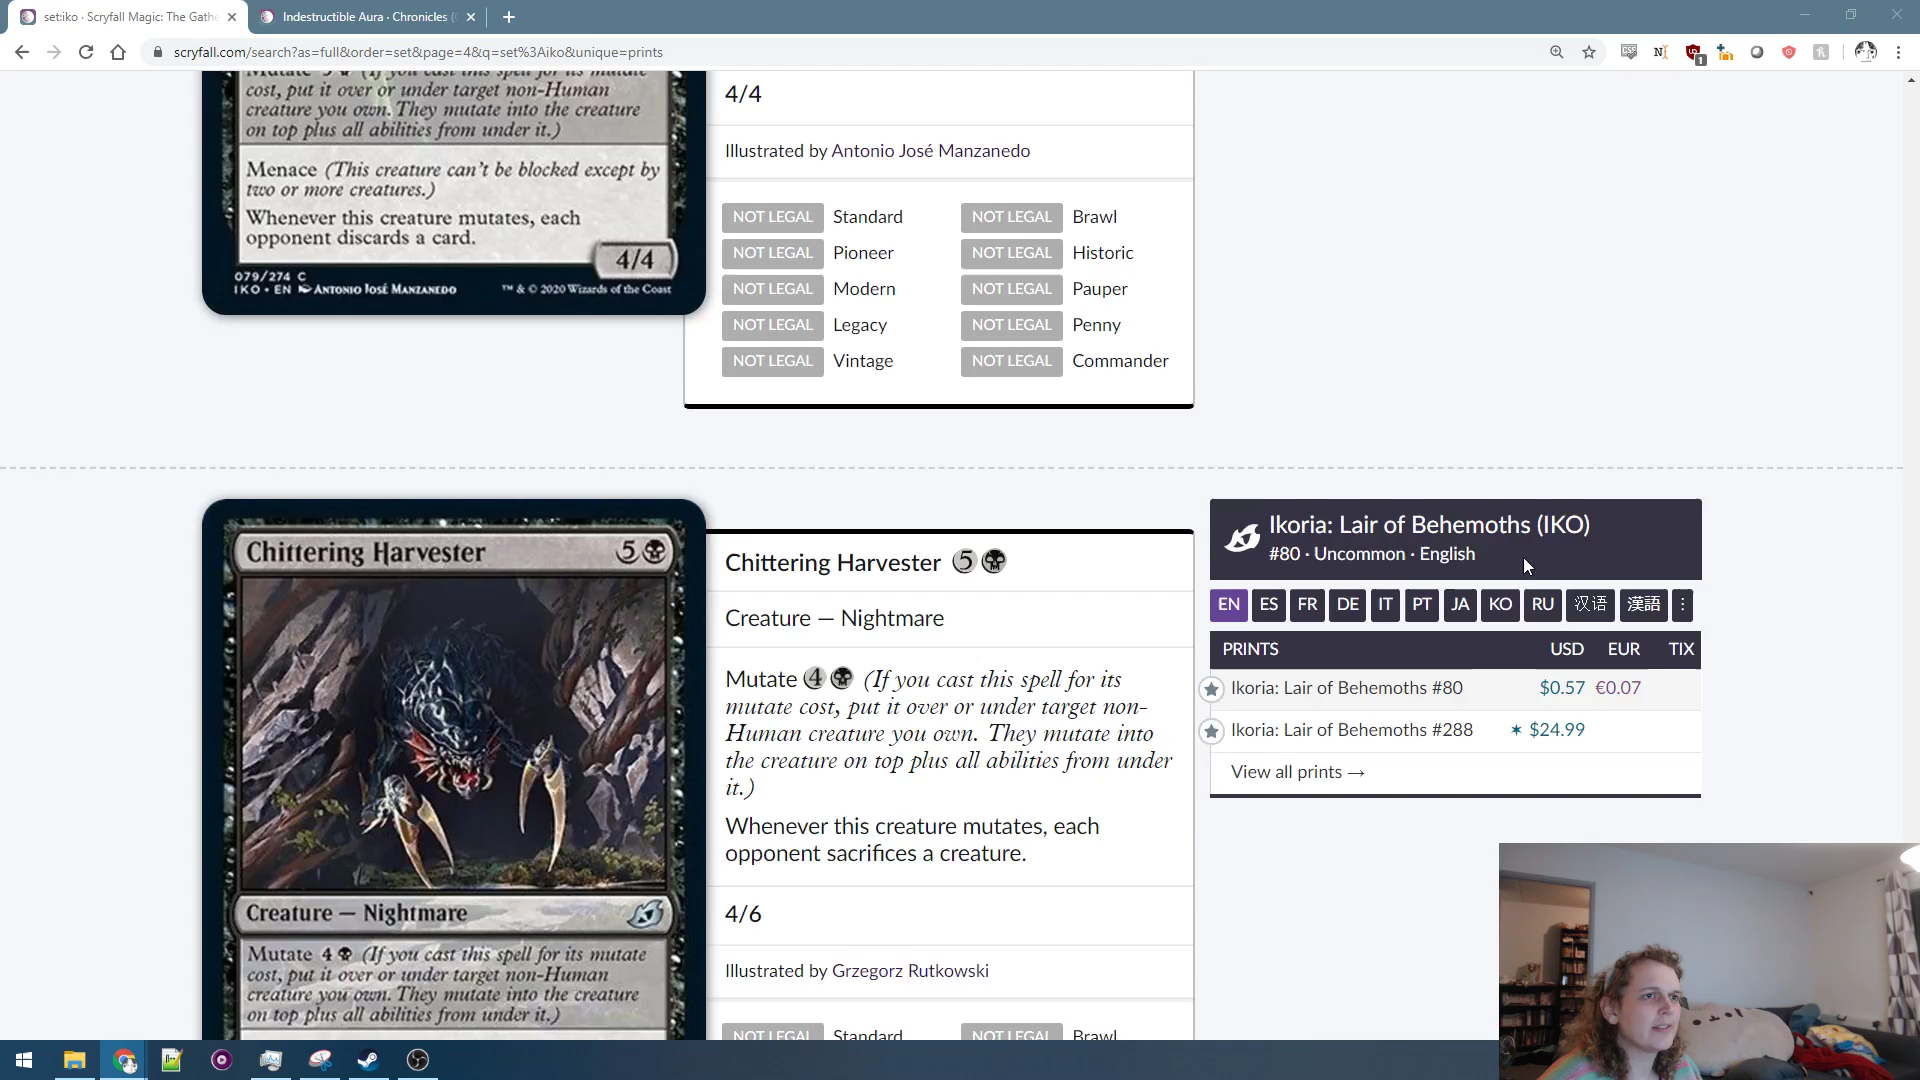 set:iko · Scryfall Magic: The Gathe
Indestructible Aura · Chronicles (
scryfall.com/search?as=full&order=set&page=4&q=set%3Aiko&unique=prints
cost, put it over or under target non-Human
creature you own. They mutate into the creature
on top plus all abilities from under it.)
Menace (This creature can't be blocked except by
two or more creatures.)
Whenever this creature mutates, each
opponent discards a card.
4/4
079/274 C
IKO • EN Antonio José Manzanedo ™ & © 2020 Wizards of the Coast
4/4
Illustrated by Antonio José Manzanedo
NOT LEGAL Standard NOT LEGAL Brawl
NOT LEGAL Pioneer NOT LEGAL Historic
NOT LEGAL Modern NOT LEGAL Pauper
NOT LEGAL Legacy NOT LEGAL Penny
NOT LEGAL Vintage NOT LEGAL Commander
Chittering Harvester 5
Creature — Nightmare
Mutate 4 (If you cast this spell for its mutate
cost, put it over or under target non-Human
creature you own. They mutate into the creature
on top plus all abilities from under it.)
Chittering Harvester 5
Creature — Nightmare
Mutate 4 (If you cast this spell for its
mutate cost, put it over or under target non-
Human creature you own. They mutate into
the creature on top plus all abilities from under
it.)
Whenever this creature mutates, each
opponent sacrifices a creature.
4/6
Illustrated by Grzegorz Rutkowski
NOT LEGAL Standard NOT LEGAL Brawl
Ikoria: Lair of Behemoths (IKO)
#80 · Uncommon · English
EN ES FR DE IT PT JA KO RU 汉语 漢語
PRINTS USD EUR TIX
Ikoria: Lair of Behemoths #80 $0.57 €0.07
Ikoria: Lair of Behemoths #288 ✶ $24.99
View all prints →